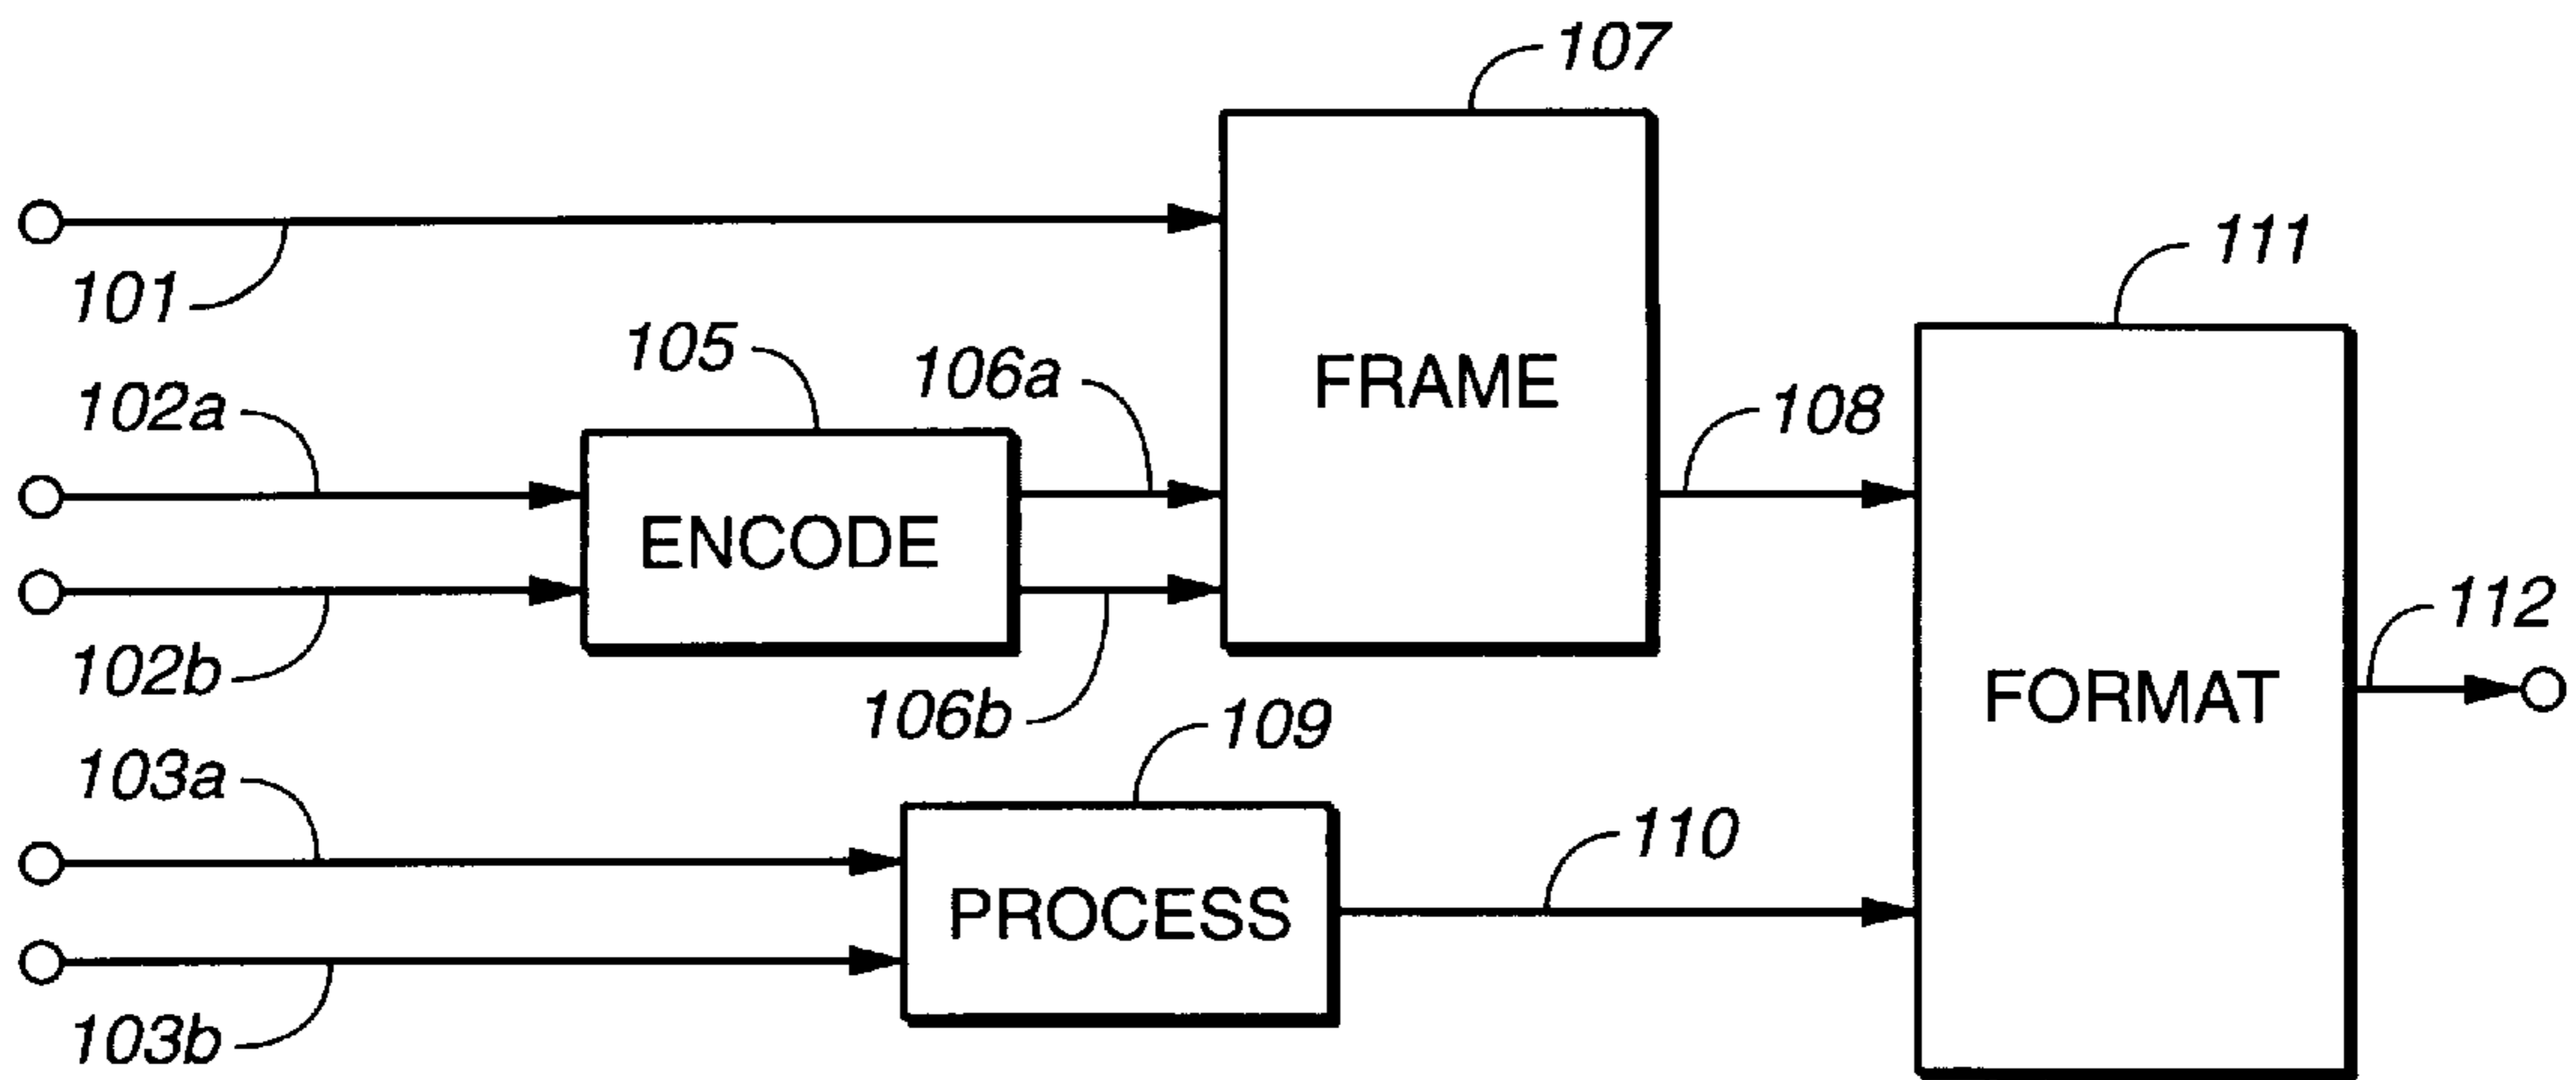 107
101
111
105
106a
FRAME
102a
108
ENCODE
112
102b
106b
109
FORMAT
103a
110
PROCESS
103b